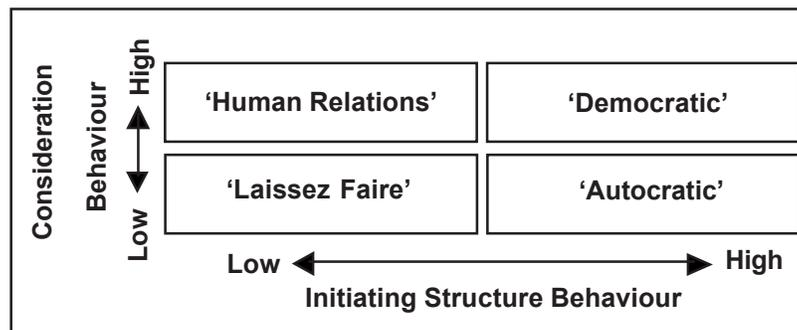 Consideration
Behaviour
High
Low
‘Human Relations’
‘Democratic’
‘Laissez Faire’
‘Autocratic’
Low
High
Initiating Structure Behaviour